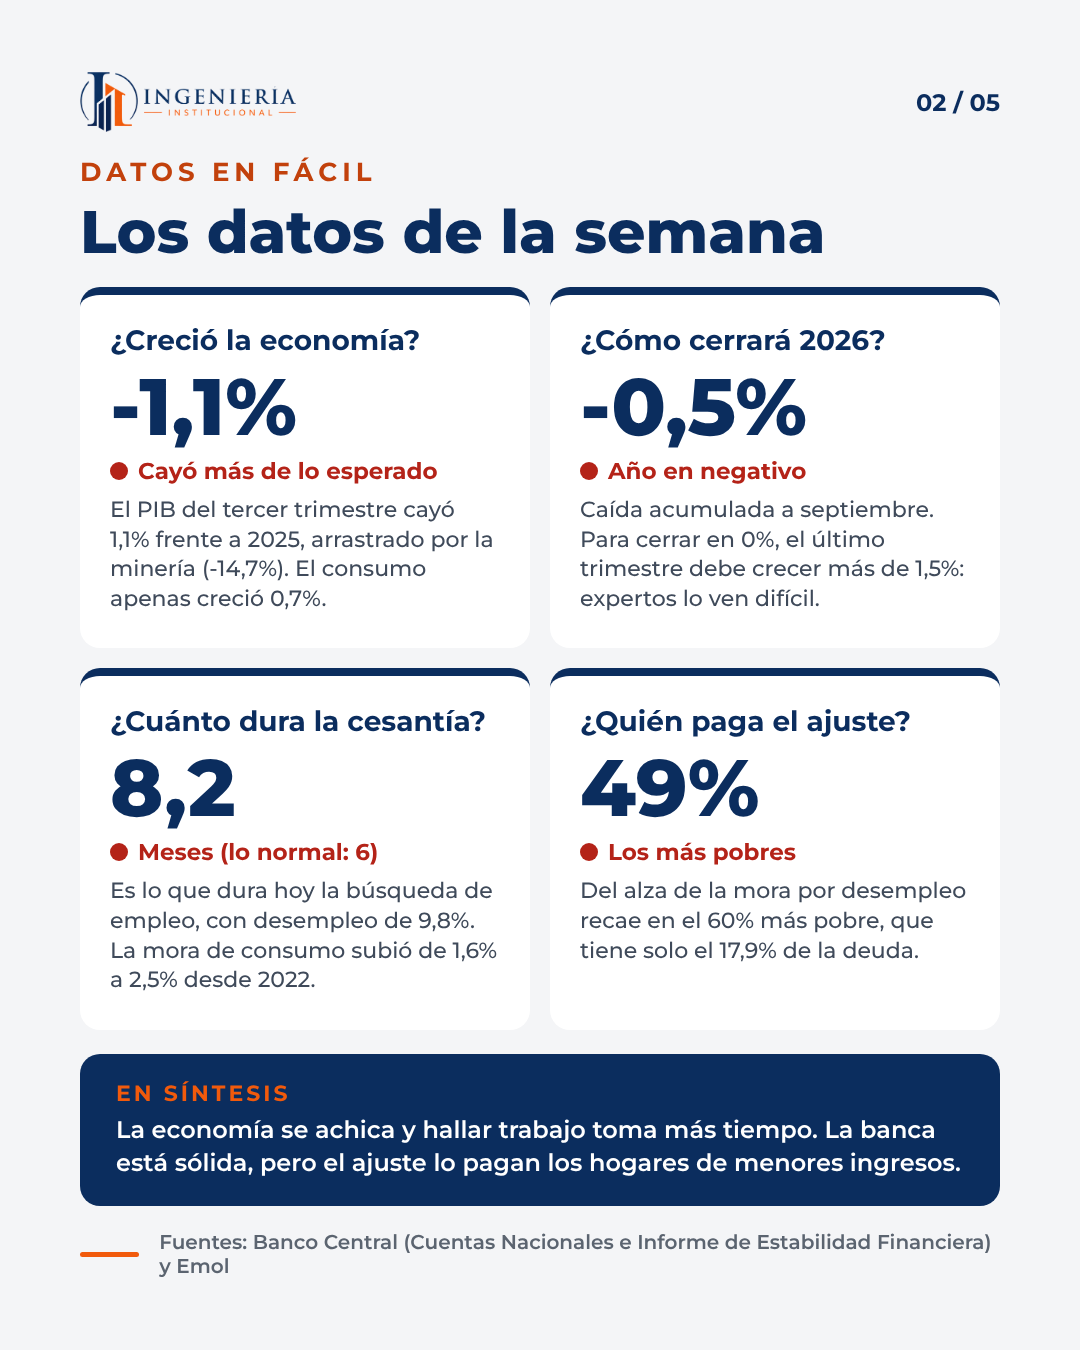 INGENIERIA
INSTITUCIONAL
02 / 05
DATOS EN FÁCIL
Los datos de la semana
¿Creció la economía?
-1,1%
Cayó más de lo esperado
El PIB del tercer trimestre cayó
1,1% frente a 2025, arrastrado por la
minería (-14,7%). El consumo
apenas creció 0,7%.
¿Cómo cerrará 2026?
-0,5%
Año en negativo
Caída acumulada a septiembre.
Para cerrar en 0%, el último
trimestre debe crecer más de 1,5%:
expertos lo ven difícil.
¿Cuánto dura la cesantía?
8,2
Meses (lo normal: 6)
Es lo que dura hoy la búsqueda de
empleo, con desempleo de 9,8%.
La mora de consumo subió de 1,6%
a 2,5% desde 2022.
¿Quién paga el ajuste?
49%
Los más pobres
Del alza de la mora por desempleo
recae en el 60% más pobre, que
tiene solo el 17,9% de la deuda.
EN SÍNTESIS
La economía se achica y hallar trabajo toma más tiempo. La banca
está sólida, pero el ajuste lo pagan los hogares de menores ingresos.
Fuentes: Banco Central (Cuentas Nacionales e Informe de Estabilidad Financiera)
y Emol